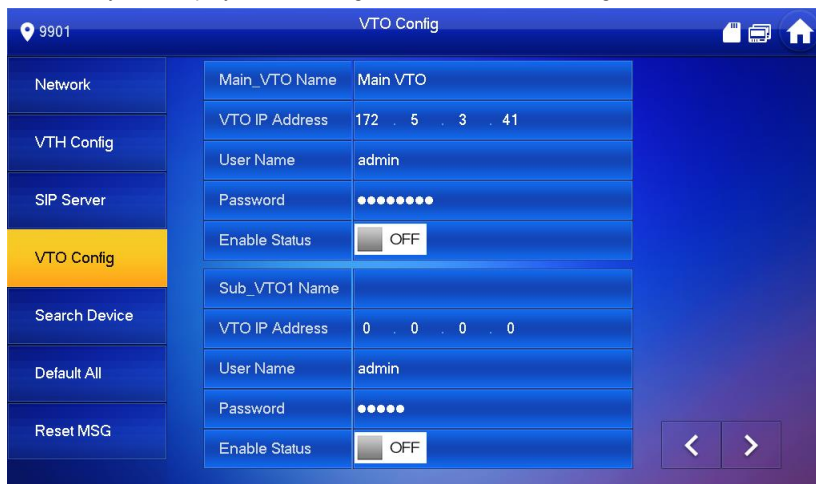 9901
VTO Config
Network
VTH Config
SIP Server
VTO Config
Search Device
Default All
Reset MSG
Main_VTO Name Main VTO
VTO IP Address 172 . 5 . 3 . 41
User Name admin
Password ●●●●●●●●
Enable Status OFF
Sub_VTO1 Name
VTO IP Address 0 . 0 . 0 . 0
User Name admin
Password ●●●●●
Enable Status OFF